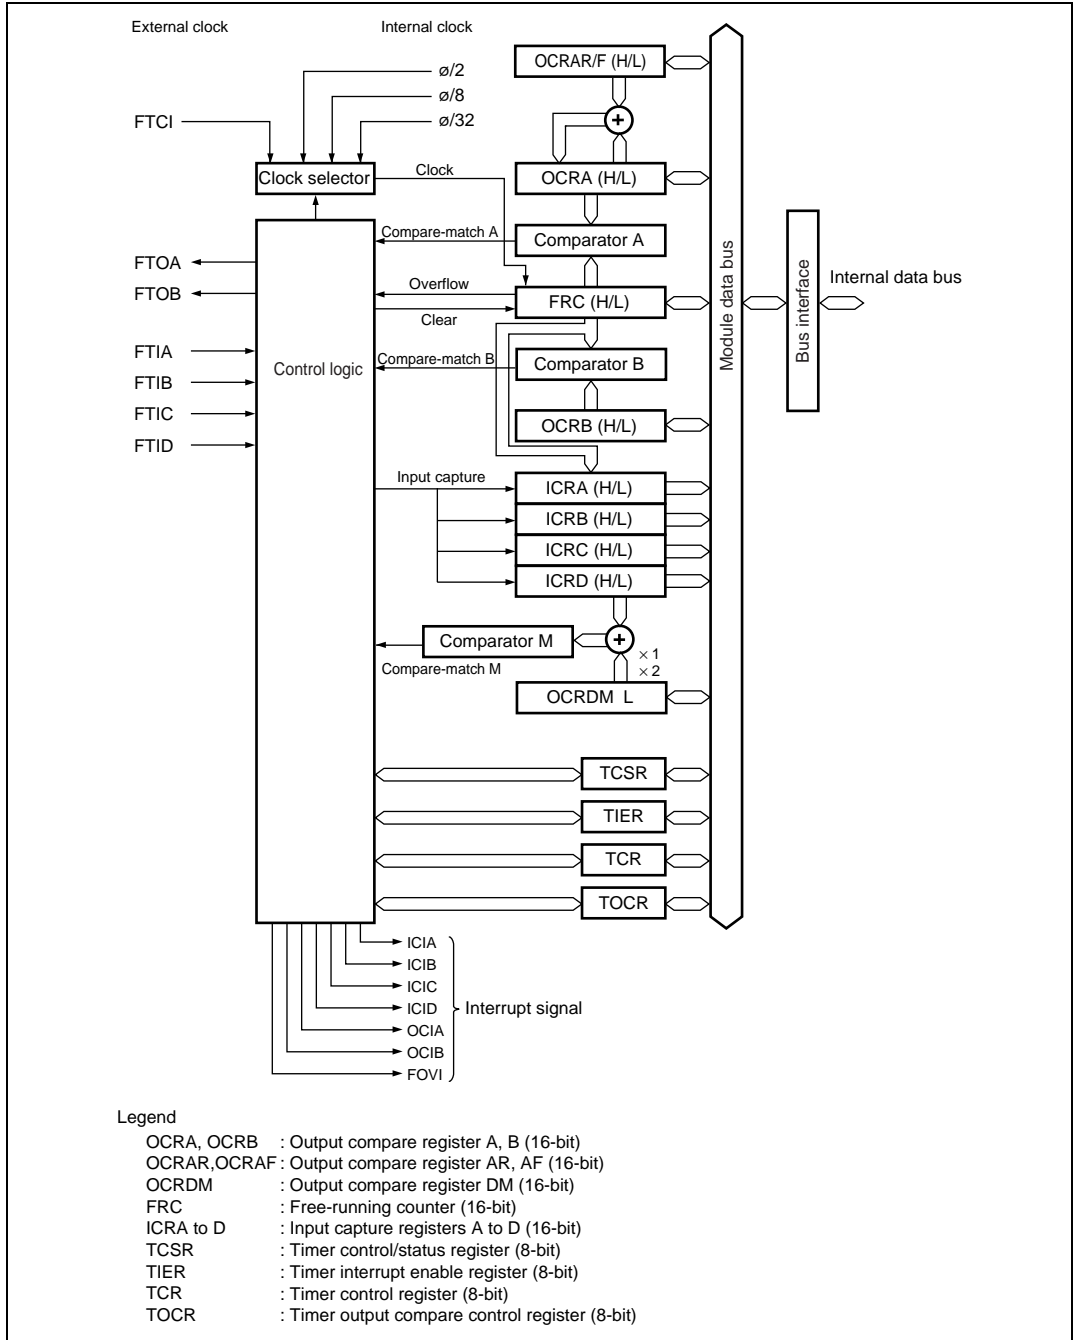 External clock
Internal clock
ø/2
ø/8
ø/32
FTCI
OCRAR/F (H/L)
+
Clock selector
Clock
OCRA (H/L)
Compare-match A
Comparator A
FTOA
FTOB
Overflow
FRC (H/L)
Clear
FTIA
FTIB
FTIC
FTID
Control logic
Compare-match B
Comparator B
OCRB (H/L)
Input capture
ICRA (H/L)
ICRB (H/L)
ICRC (H/L)
ICRD (H/L)
Comparator M
+
× 1
× 2
Compare-match M
OCRDM L
TCSR
TIER
TCR
TOCR
Module data bus
Bus interface
Internal data bus
ICIA
ICIB
ICIC
ICID
OCIA
OCIB
FOVI
Interrupt signal
Legend
OCRA, OCRB : Output compare register A, B (16-bit)
OCRAR,OCRAF : Output compare register AR, AF (16-bit)
OCRDM : Output compare register DM (16-bit)
FRC : Free-running counter (16-bit)
ICRA to D : Input capture registers A to D (16-bit)
TCSR : Timer control/status register (8-bit)
TIER : Timer interrupt enable register (8-bit)
TCR : Timer control register (8-bit)
TOCR : Timer output compare control register (8-bit)